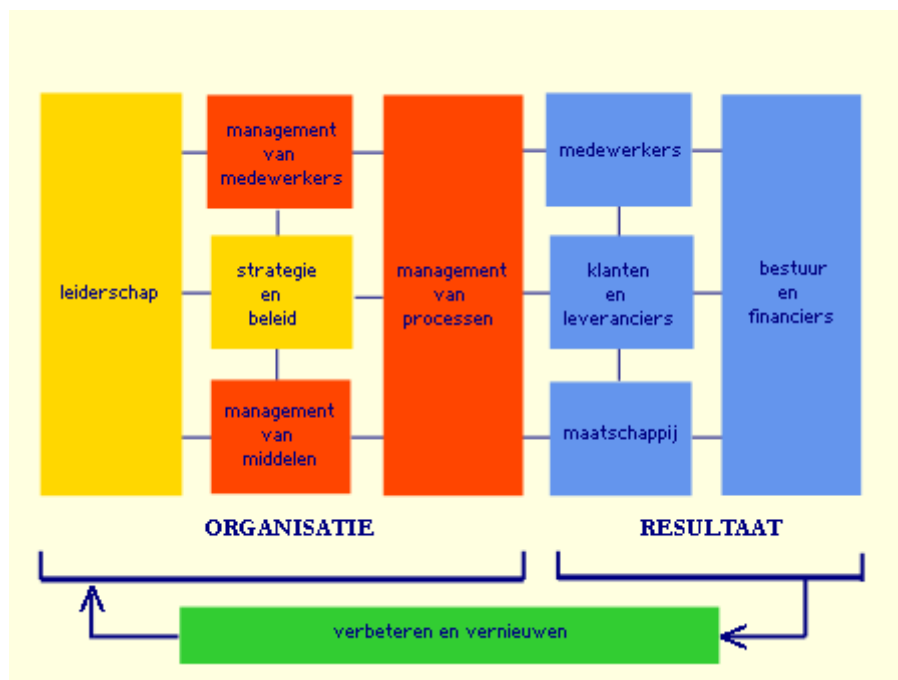 leiderschap
management
van
medewerkers
strategie
en
beleid
management
van
middelen
management
van
processen
medewerkers
klanten
en
leveranciers
maatschappij
bestuur
en
financiers
ORGANISATIE
RESULTAAT
verbeteren en vernieuwen